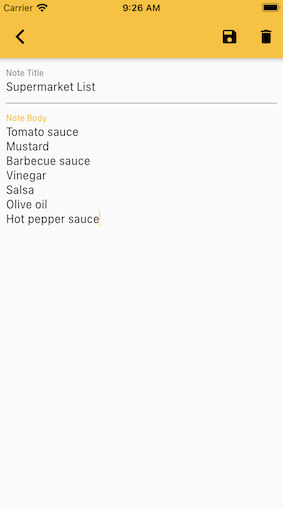 Carrier 9:26 AM
Note Title
Supermarket List
Note Body
Tomato sauce
Mustard
Barbecue sauce
Vinegar
Salsa
Olive oil
Hot pepper sauce